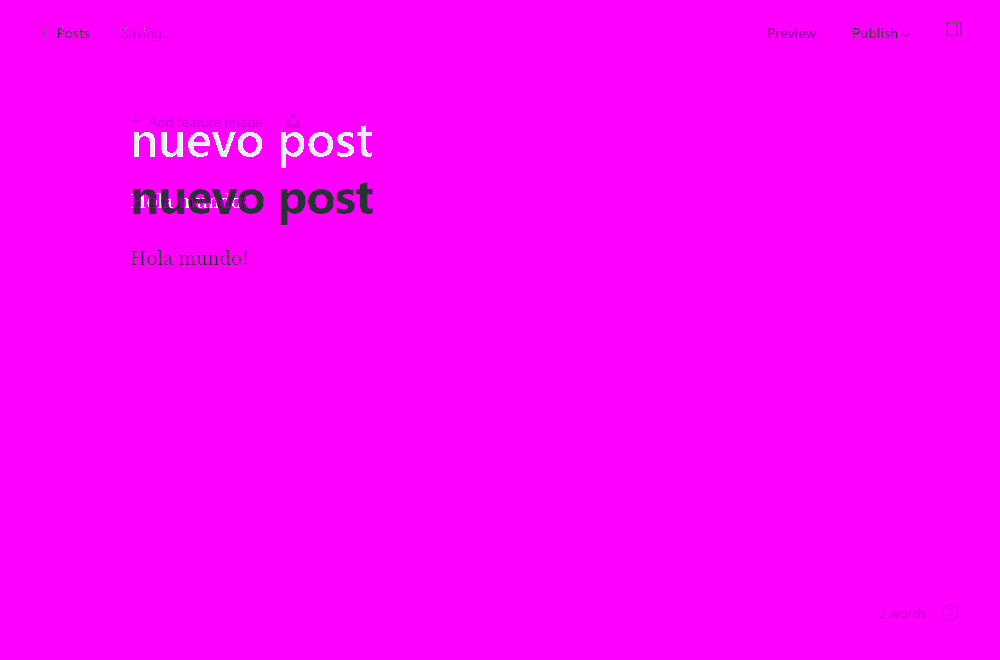 Posts Saving... Preview Publish
Add feature image
nuevo post
Hola mundo!
nuevo post
Hola mundo!
2 words ?